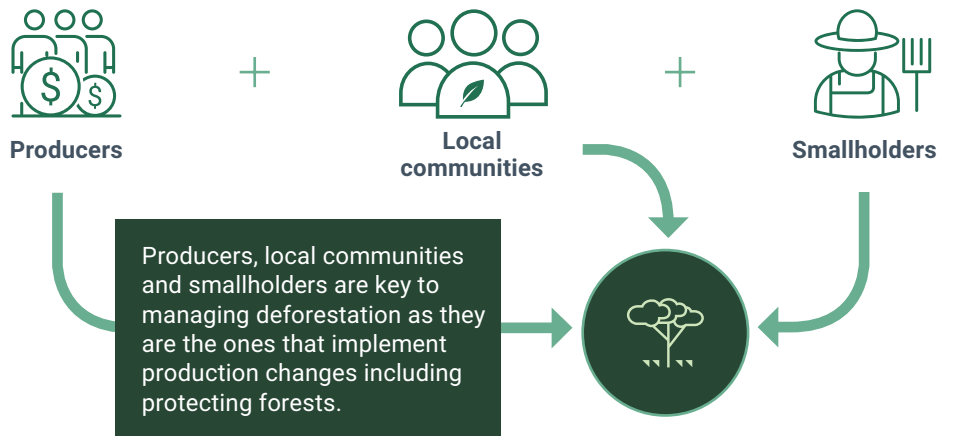 Producers
Local
communities
Smallholders
Producers, local communities
and smallholders are key to
managing deforestation as they
are the ones that implement
production changes including
protecting forests.
$
$